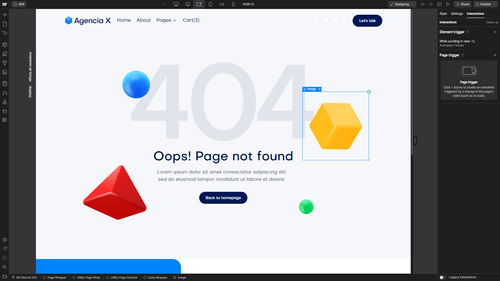 404
Designing
Publish
Style
Settings
Interactions
Agencia X
Home
About
Pages
Cart(3)
Let's talk
Interactions
Element trigger
While scrolling in view
Page trigger
Page trigger
Click + above to create an animation
triggered by a change in the page's
state (such as on load).
404
Image
Oops! Page not found
Lorem ipsum dolor sit amet consectetur adipiscing elit
sed do eiusmod tempor incididunt ut labore et dolore.
Back to homepage
Page Wrapper
Utility Page Wrap
Utility Page Content
Image
Legacy interactions